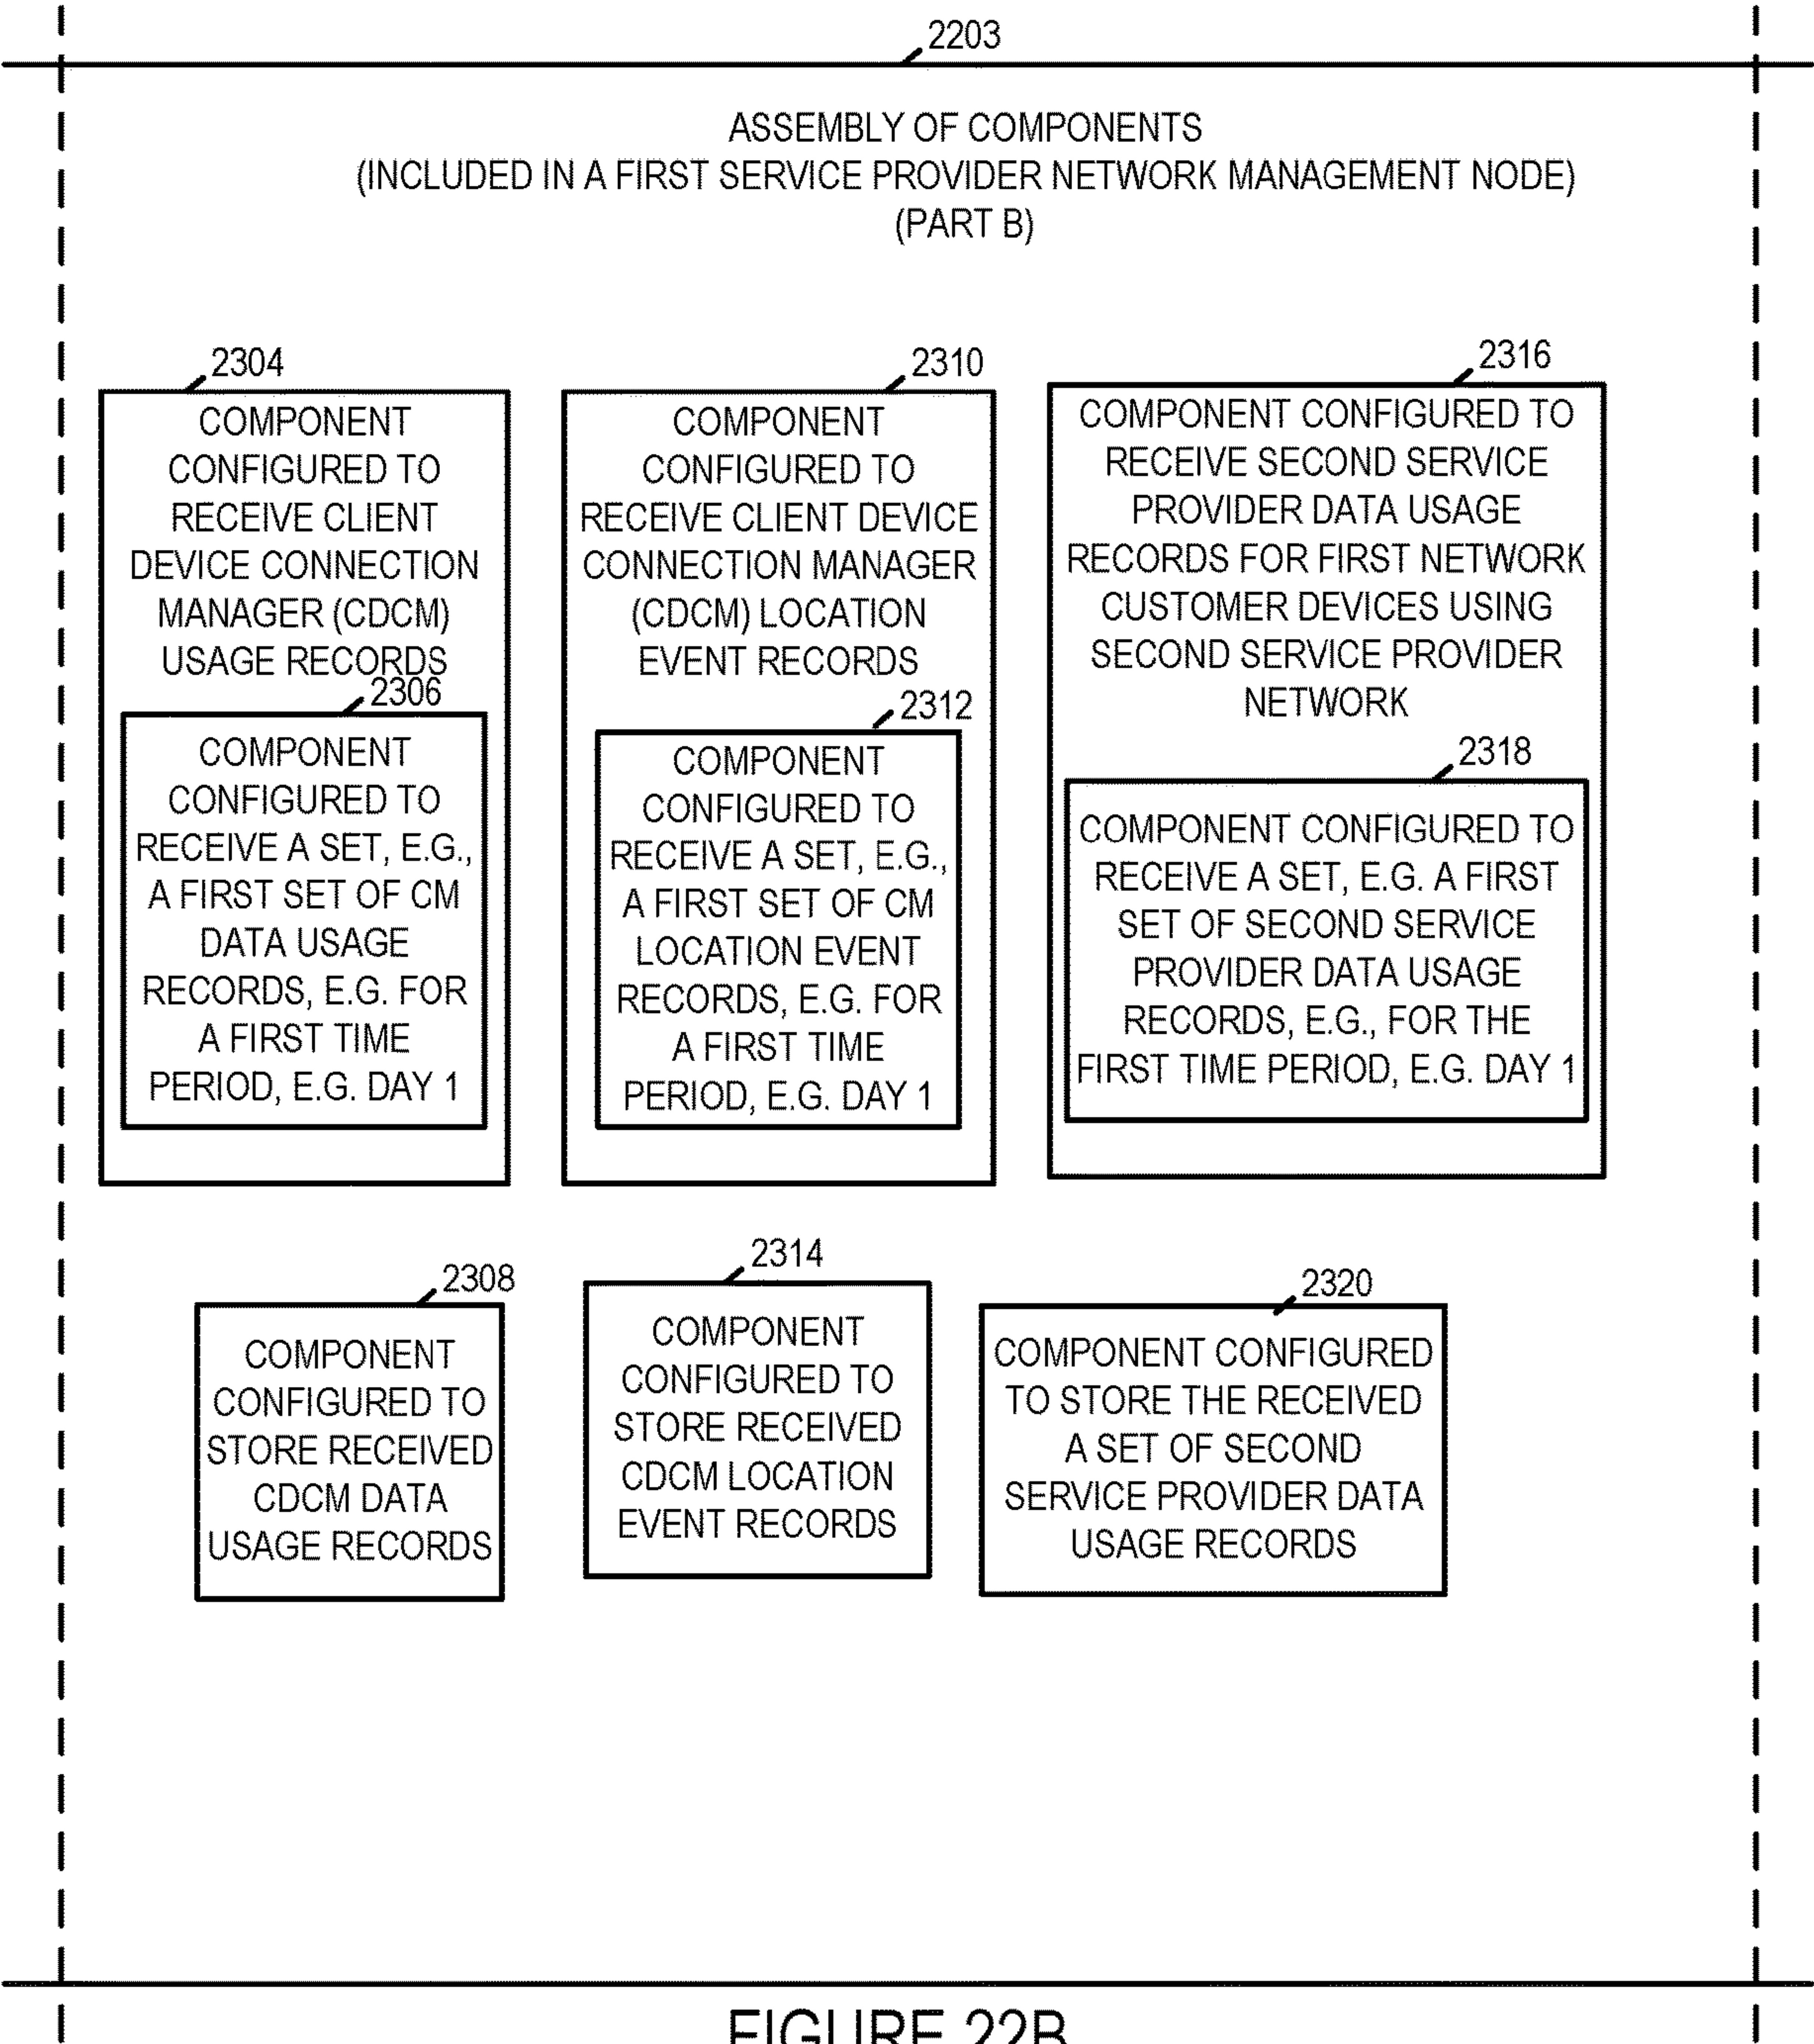 2203
ASSEMBLY OF COMPONENTS
(INCLUDED IN A FIRST SERVICE PROVIDER NETWORK MANAGEMENT NODE)
(PART B)
2304
COMPONENT
CONFIGURED TO
RECEIVE CLIENT
DEVICE CONNECTION
MANAGER (CDCM)
USAGE RECORDS
2306
COMPONENT
CONFIGURED TO
RECEIVE A SET, E.G.,
A FIRST SET OF CM
DATA USAGE
RECORDS, E.G. FOR
A FIRST TIME
PERIOD, E.G. DAY 1
2310
COMPONENT
CONFIGURED TO
RECEIVE CLIENT DEVICE
CONNECTION MANAGER
(CDCM) LOCATION
EVENT RECORDS
2312
COMPONENT
CONFIGURED TO
RECEIVE A SET, E.G.,
A FIRST SET OF CM
LOCATION EVENT
RECORDS, E.G. FOR
A FIRST TIME
PERIOD, E.G. DAY 1
2316
COMPONENT CONFIGURED TO
RECEIVE SECOND SERVICE
PROVIDER DATA USAGE
RECORDS FOR FIRST NETWORK
CUSTOMER DEVICES USING
SECOND SERVICE PROVIDER
NETWORK
2318
COMPONENT CONFIGURED TO
RECEIVE A SET, E.G. A FIRST
SET OF SECOND SERVICE
PROVIDER DATA USAGE
RECORDS, E.G., FOR THE
FIRST TIME PERIOD, E.G. DAY 1
2308
COMPONENT
CONFIGURED TO
STORE RECEIVED
CDCM DATA
USAGE RECORDS
2314
COMPONENT
CONFIGURED TO
STORE RECEIVED
CDCM LOCATION
EVENT RECORDS
2320
COMPONENT CONFIGURED
TO STORE THE RECEIVED
A SET OF SECOND
SERVICE PROVIDER DATA
USAGE RECORDS
FIGURE 22B